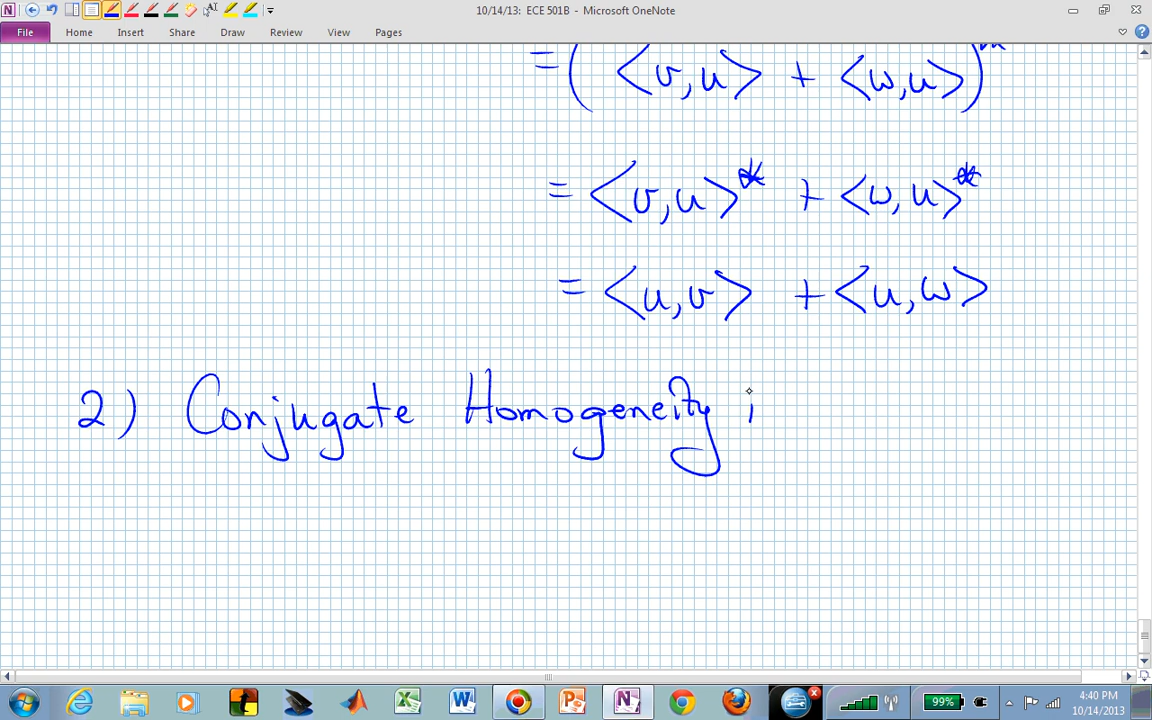 10/14/13: ECE 501B - Microsoft OneNote
File Home Insert Share Draw Review View Pages
= ( <v,u> + <w,u> )
= <v,u>* + <w,u>*
= <u,v> + <u,w>
2) Conjugate Homogeneity i
99%
4:40 PM
10/14/2013